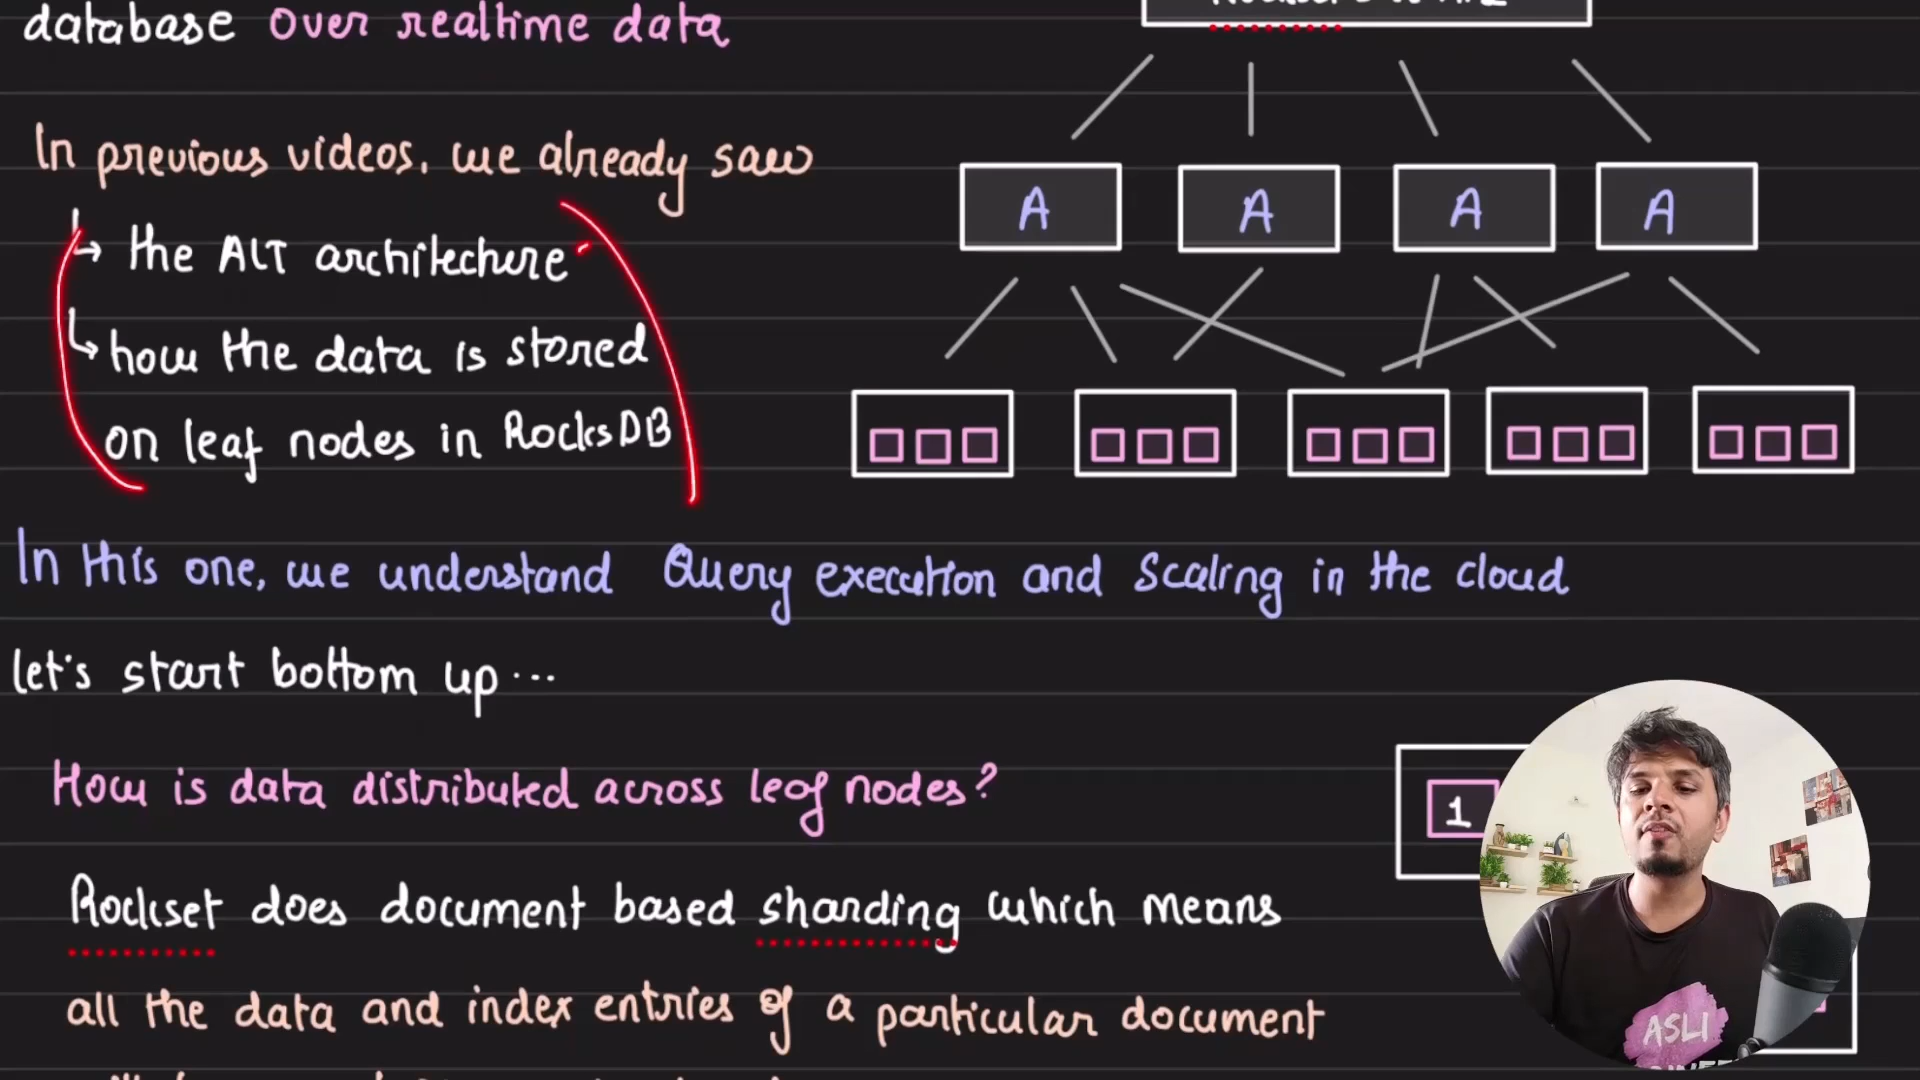 database over realtime data
In previous videos, we already saw
↳ the ALT architecture
↳ how the data is stored
on leaf nodes in RocksDB
A A A A
In this one, we understand Query execution and Scaling in the cloud
let's start bottom up ...
How is data distributed across leaf nodes?
1
Rockset does document based sharding which means
all the data and index entries of a particular document
ASLI